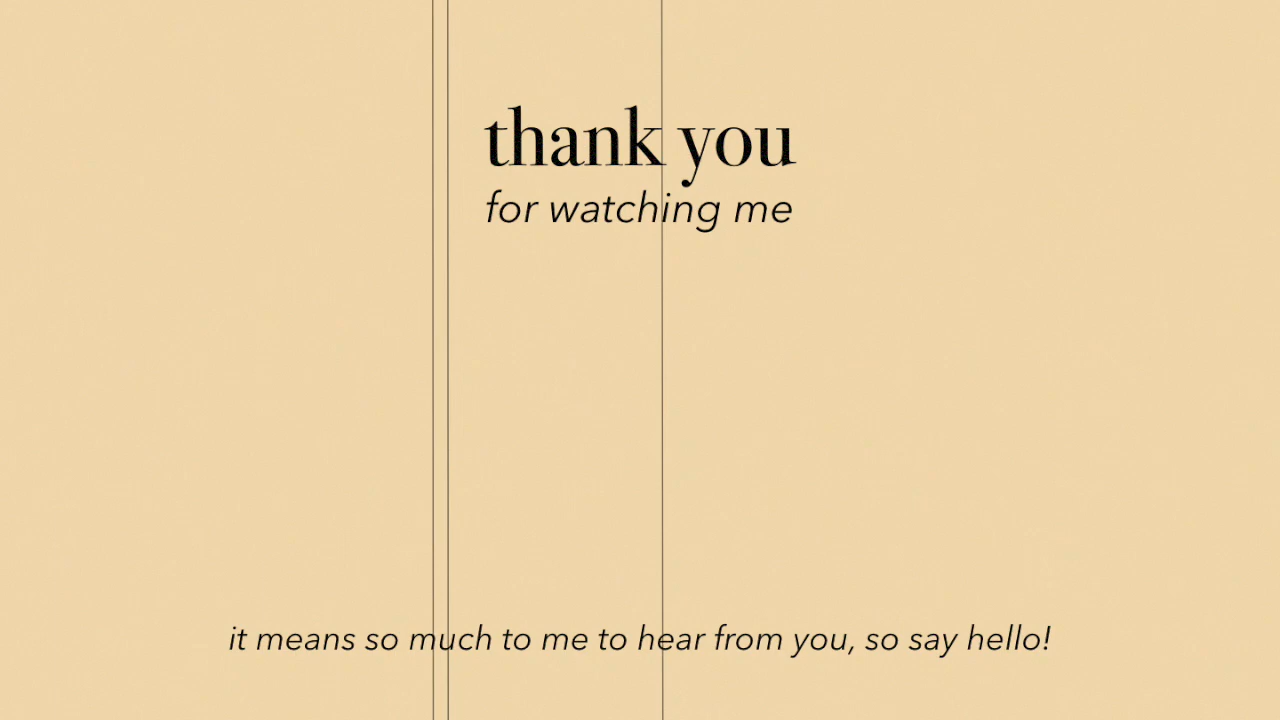 thank you
for watching me
it means so much to me to hear from you, so say hello!